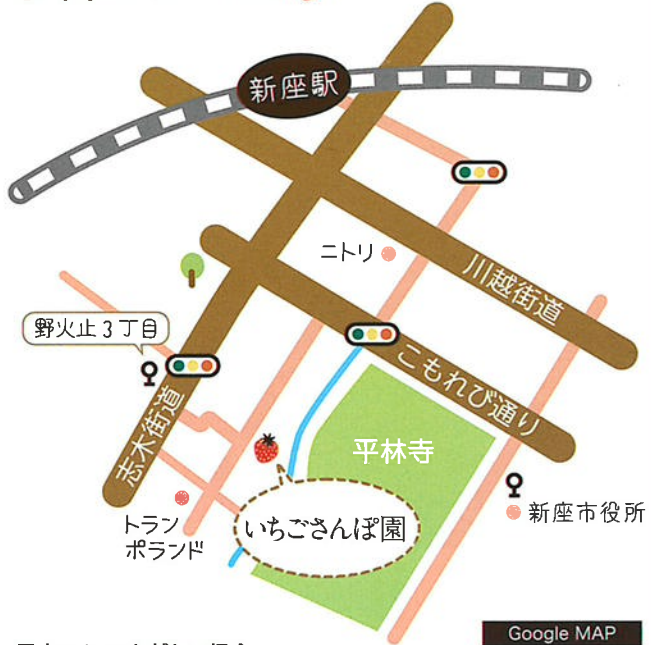 新座駅
ニトリ
川越街道
野火止3丁目
こもれび通り
志木街道
平林寺
いちごさんぽ園
新座市役所
トラン
ポランド
Google MAP